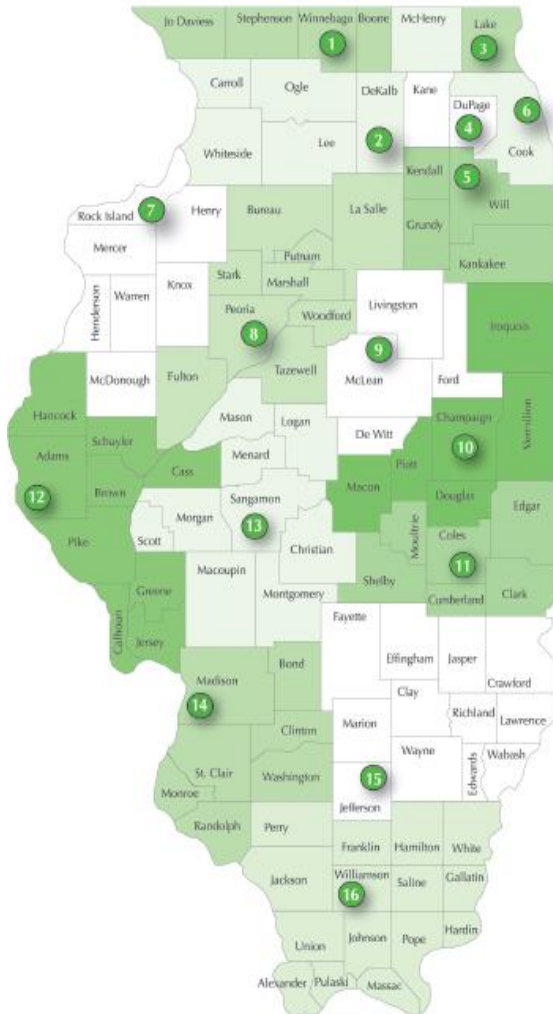 Jo Daviess
Stephenson
Winnebago
Boone
McHenry
Lake
1
3
Carroll
Ogle
DeKalb
Kane
DuPage
6
4
2
Cook
Whiteside
Lee
Kendall
5
Will
Rock Island
7
Henry
Bureau
La Salle
Grundy
Mercer
Putnam
Kankakee
Henderson
Warren
Knox
Stark
Marshall
Livingston
Peoria
8
Woodford
Iroquois
9
McDonough
Fulton
Tazewell
McLean
Ford
Hancock
Mason
Logan
De Witt
Champaign
Vermilion
Adams
Schuyler
Menard
Piatt
10
Cass
Macon
12
Brown
Sangamon
Douglas
Edgar
Pike
Scott
Morgan
13
Christian
Moultrie
Coles
11
Macoupin
Shelby
Greene
Montgomery
Cumberland
Clark
Calhoun
Jersey
Fayette
Effingham
Jasper
Crawford
Madison
Bond
Clay
14
Marion
Richland
Lawrence
Clinton
Wayne
Edwards
Wabash
St. Clair
Washington
15
Monroe
Jefferson
Randolph
Perry
Franklin
Hamilton
White
Jackson
Williamson
16
Saline
Gallatin
Union
Johnson
Pope
Hardin
Alexander
Pulaski
Massac